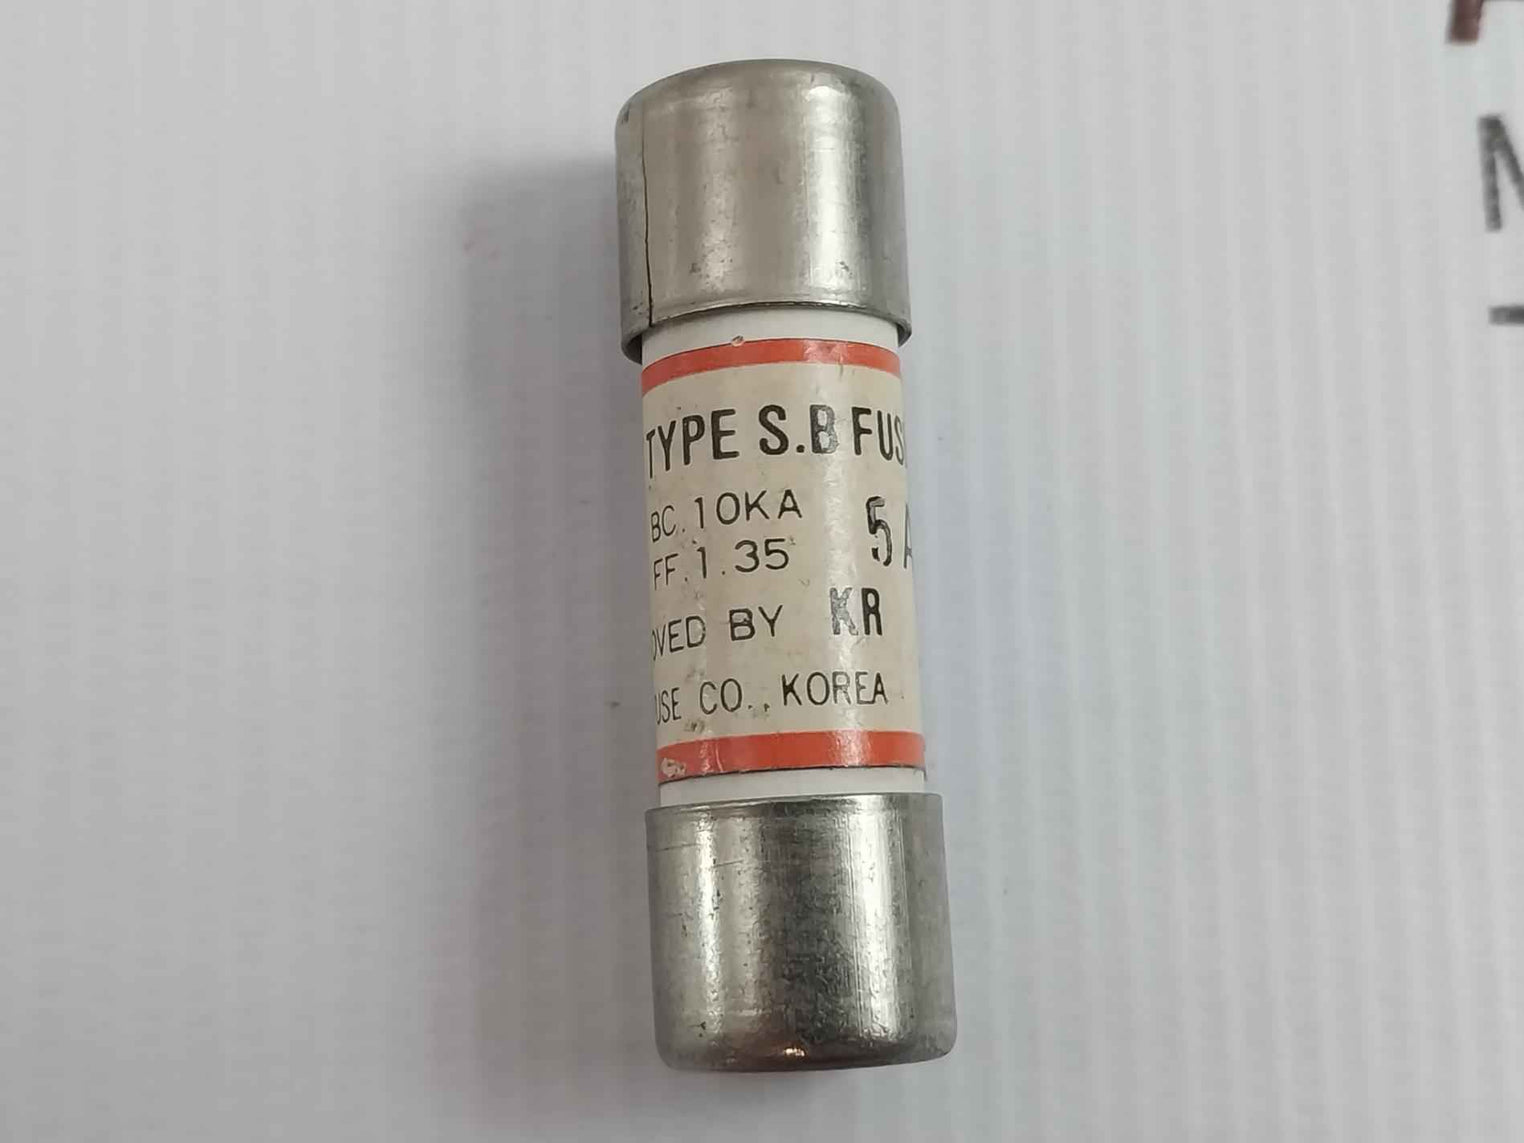 TYPE S.B FUS
BC. 10KA 5A
FF. 1.35
OVED BY KR
USE CO., KOREA